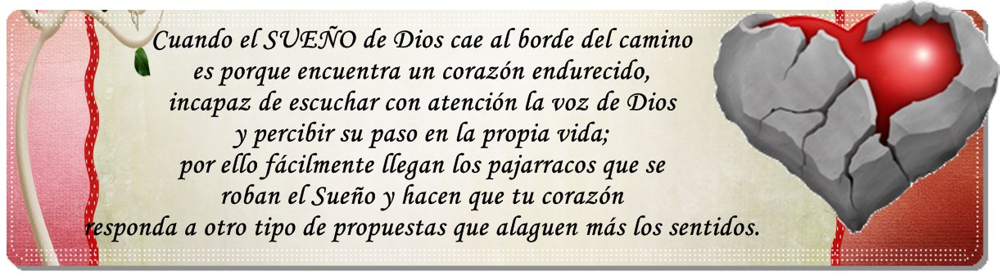 Cuando el SUEÑO de Dios cae al borde del camino
es porque encuentra un corazón endurecido,
incapaz de escuchar con atención la voz de Dios
y percibir su paso en la propia vida;
por ello fácilmente llegan los pajarracos que se
roban el Sueño y hacen que tu corazón
responda a otro tipo de propuestas que alaguen más los sentidos.